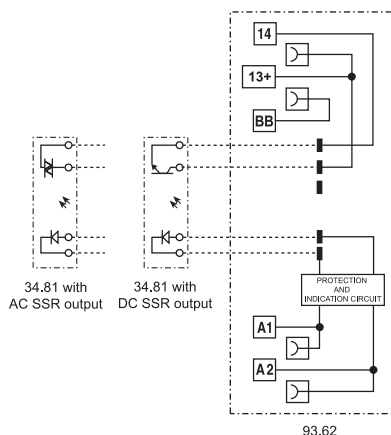 14
13+
BB
PROTECTION
AND
INDICATION CIRCUIT
A1
A2
34.81 with
AC SSR output
34.81 with
DC SSR output
93.62